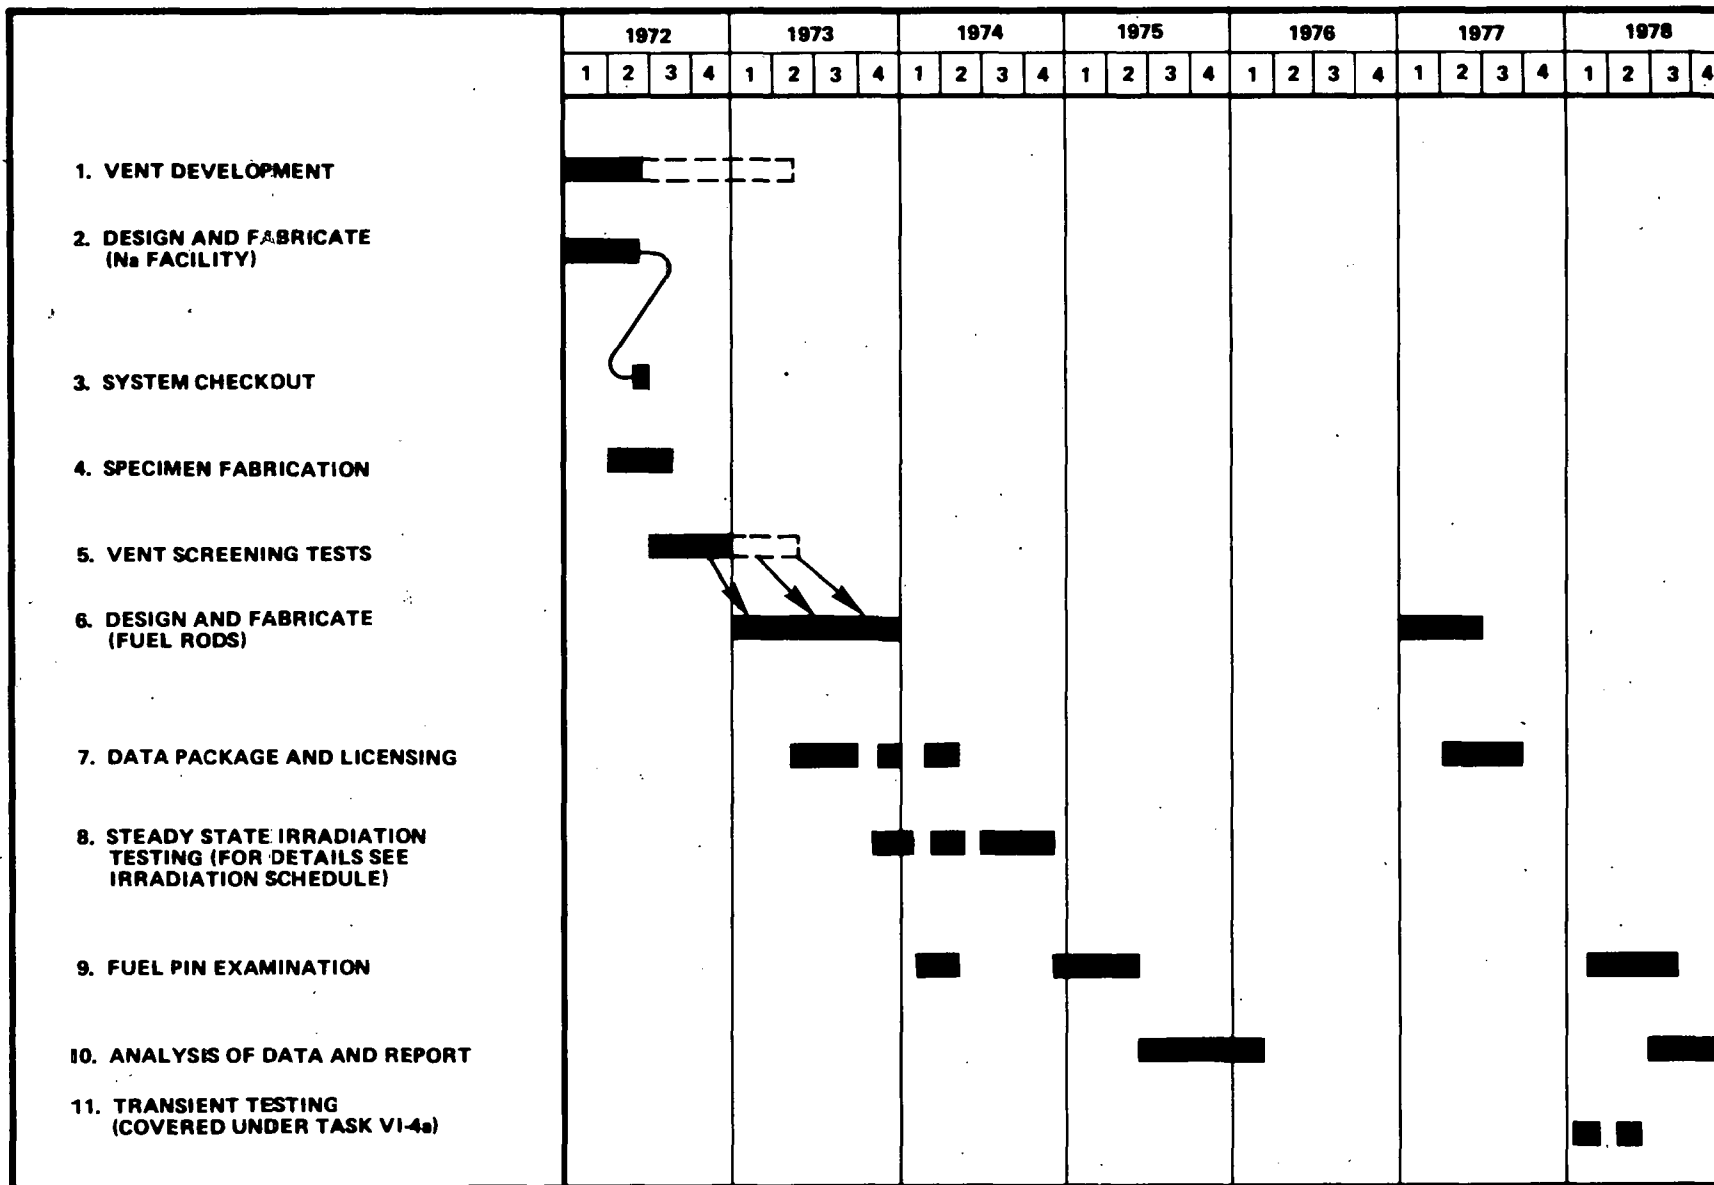 1972 1973 1974 1975 1976 1977 1978
1 2 3 4 1 2 3 4 1 2 3 4 1 2 3 4 1 2 3 4 1 2 3 4 1 2 3 4
1. VENT DEVELOPMENT
2. DESIGN AND FABRICATE
(Na FACILITY)
3. SYSTEM CHECKOUT
4. SPECIMEN FABRICATION
5. VENT SCREENING TESTS
6. DESIGN AND FABRICATE
(FUEL RODS)
7. DATA PACKAGE AND LICENSING
8. STEADY STATE IRRADIATION
TESTING (FOR DETAILS SEE
IRRADIATION SCHEDULE)
9. FUEL PIN EXAMINATION
10. ANALYSIS OF DATA AND REPORT
11. TRANSIENT TESTING
(COVERED UNDER TASK VI-4a)